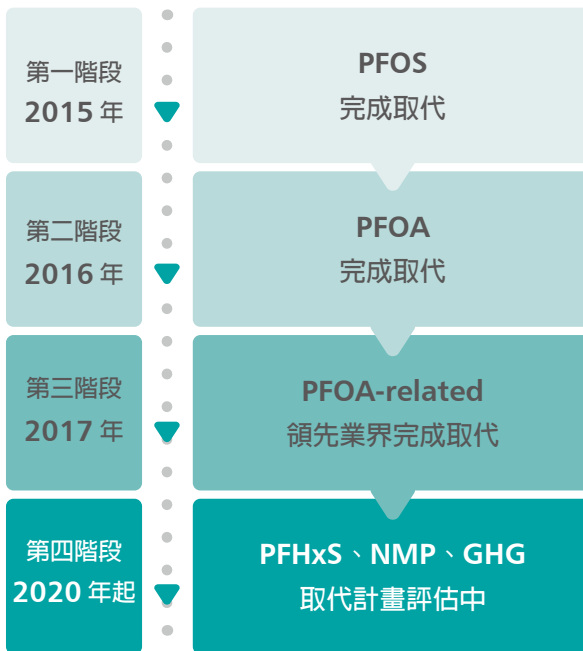 第一階段
2015 年
PFOS
完成取代
第二階段
2016 年
PFOA
完成取代
第三階段
2017 年
PFOA-related
領先業界完成取代
第四階段
2020 年起
PFHxS、NMP、GHG
取代計畫評估中